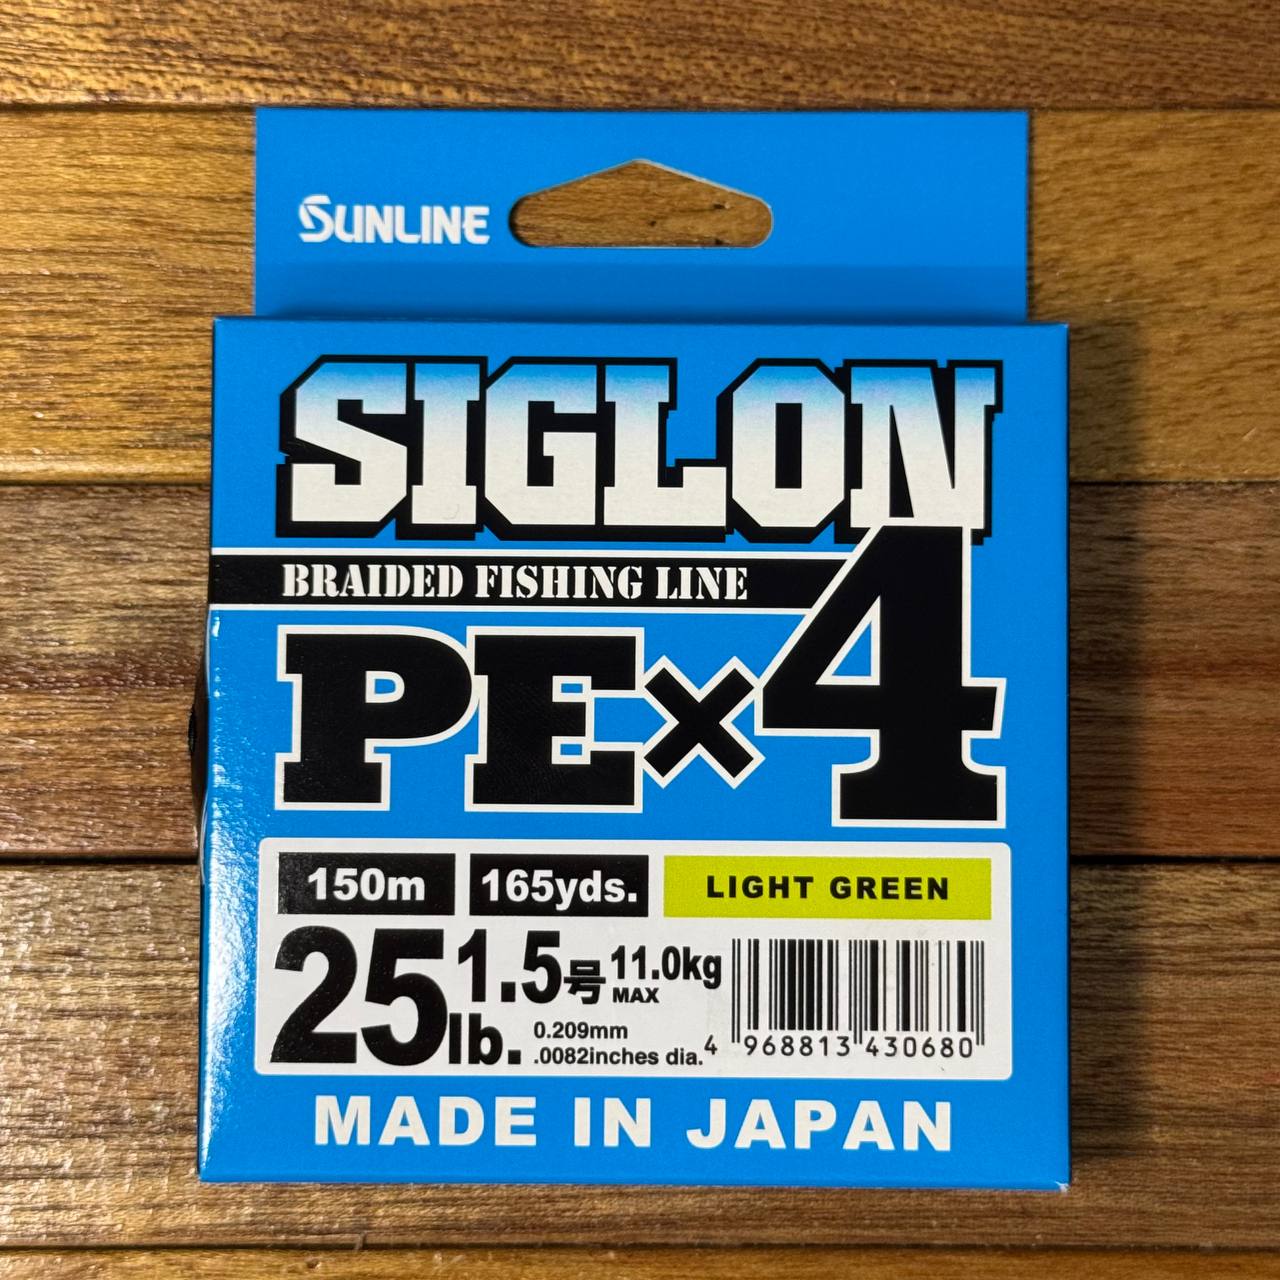 SUNLINE
SIGLON
BRAIDED FISHING LINE
PE×4
150m 165yds. LIGHT GREEN
25lb. 1.5号 11.0kg MAX
0.209mm
.0082inches dia.
4 968813 430680
MADE IN JAPAN